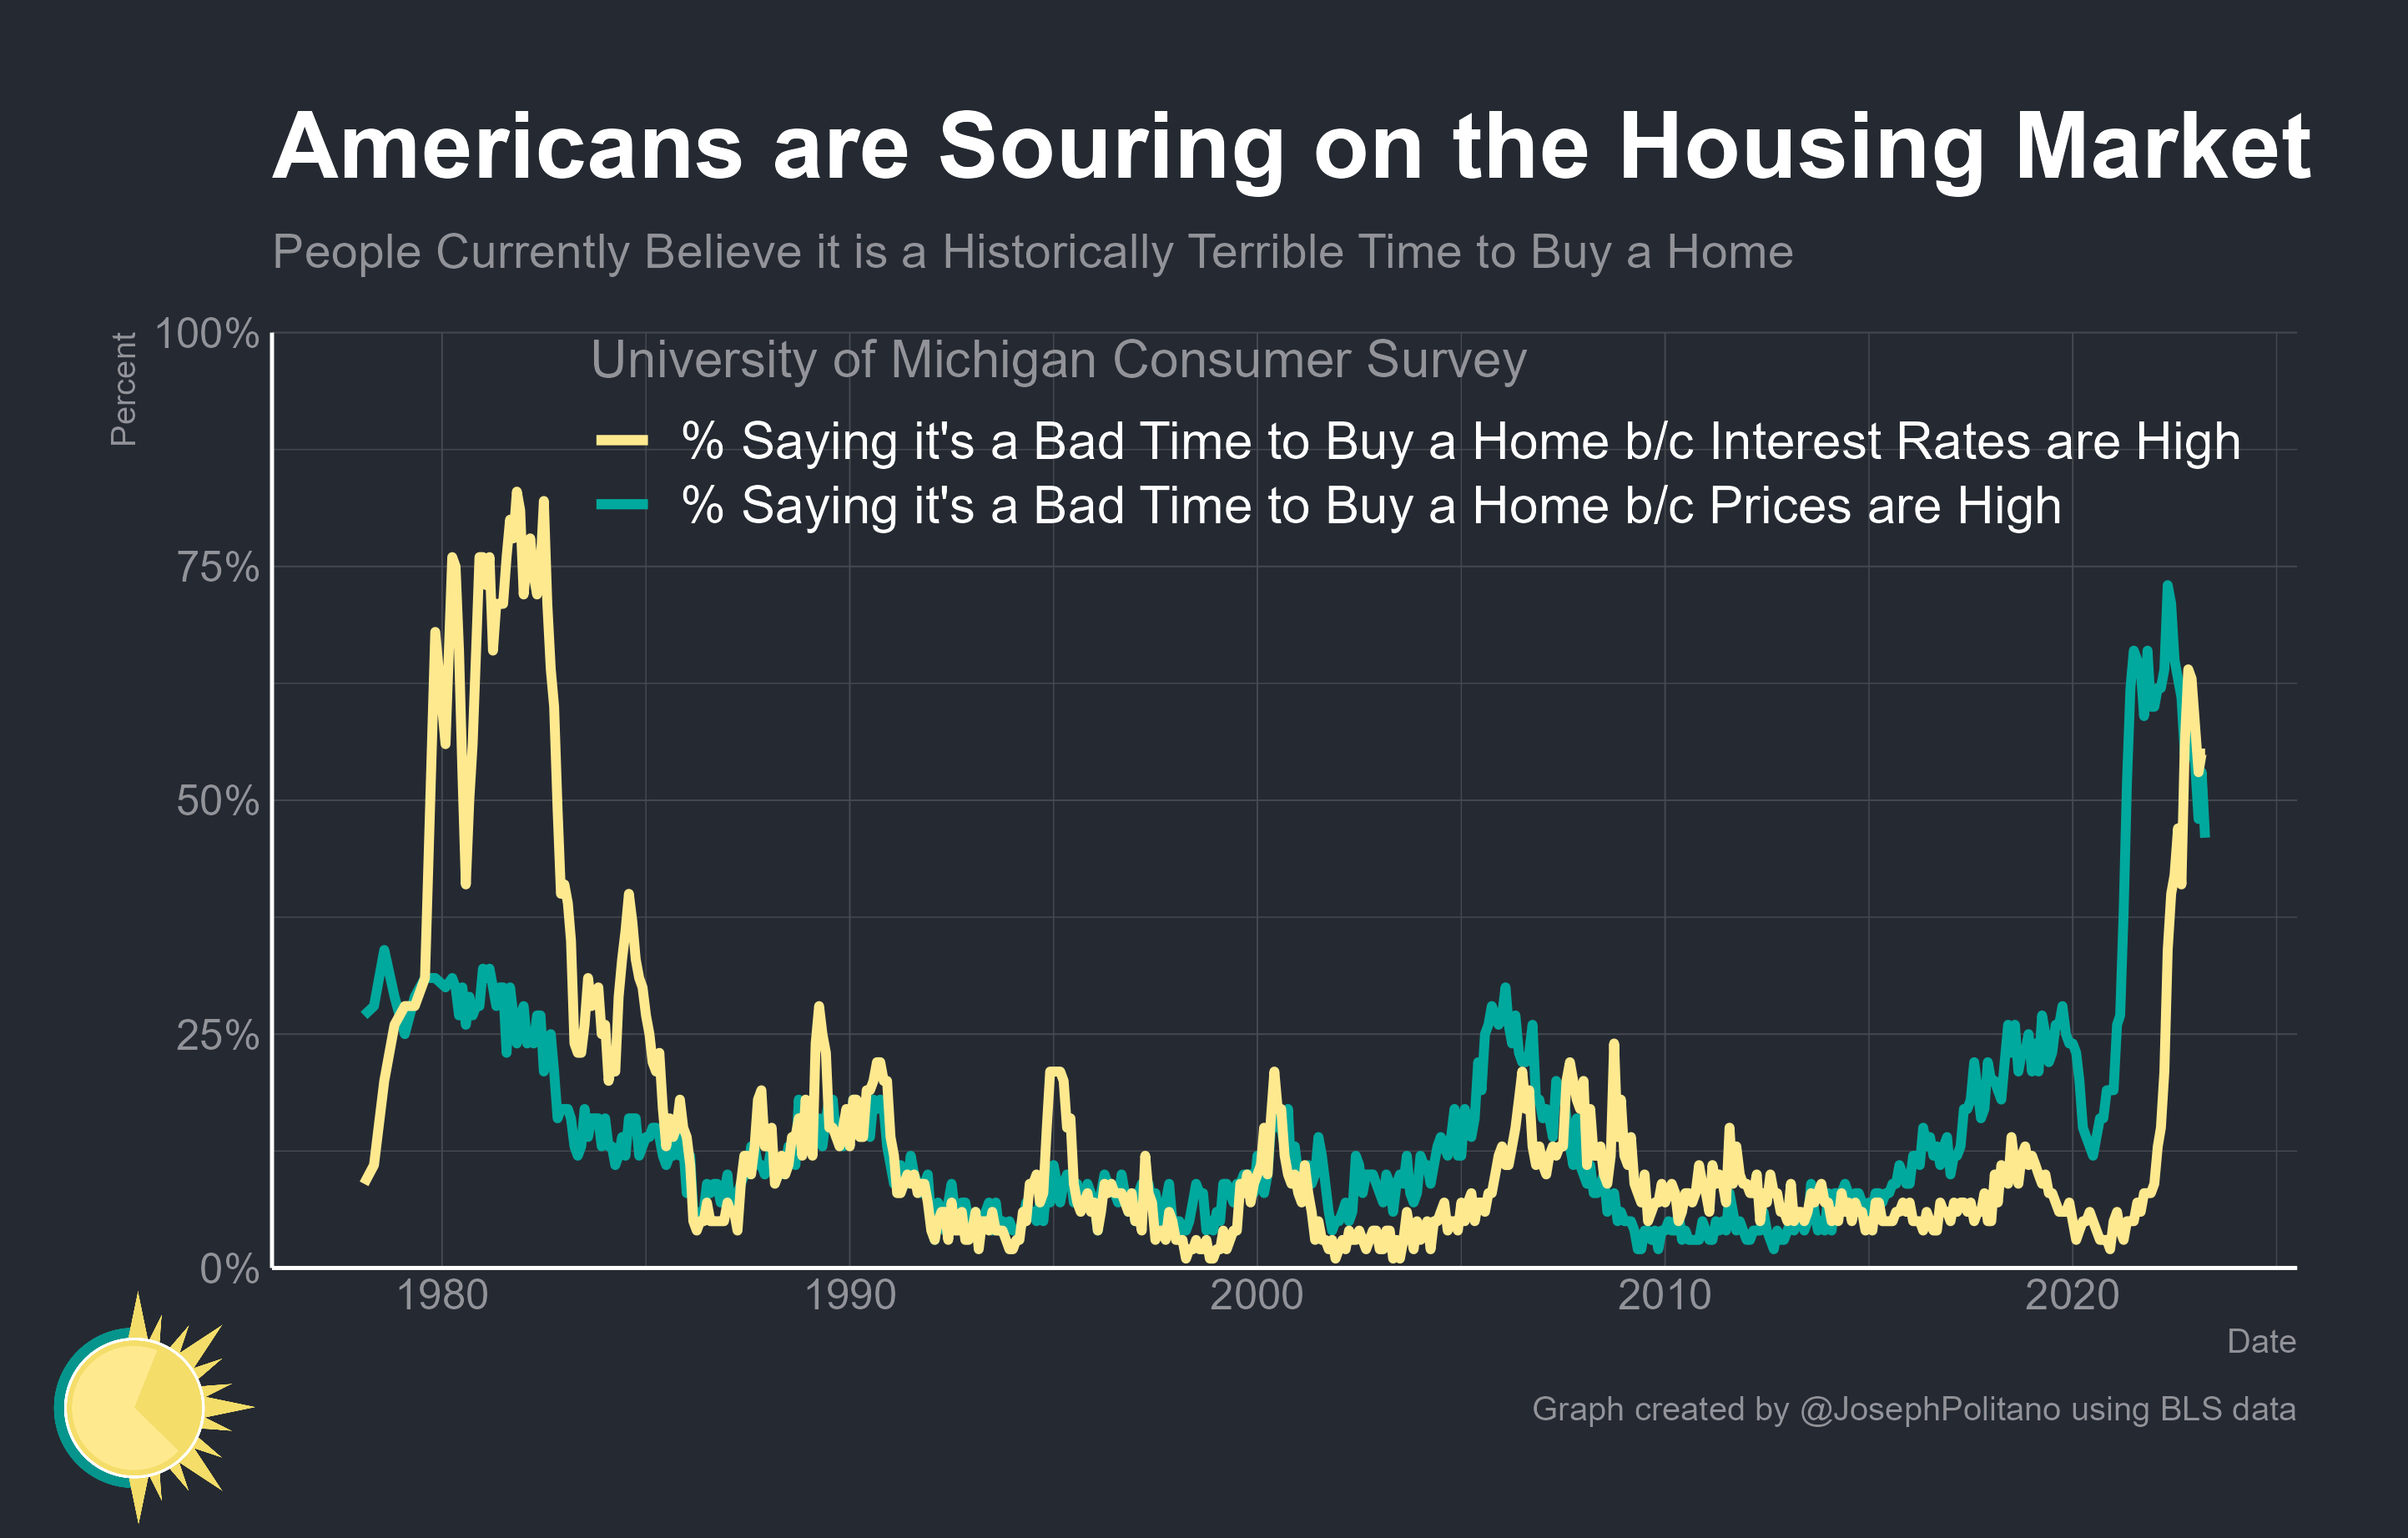 Americans are Souring on the Housing Market
People Currently Believe it is a Historically Terrible Time to Buy a Home
Percent
100%
75%
50%
25%
0%
University of Michigan Consumer Survey
% Saying it's a Bad Time to Buy a Home b/c Interest Rates are High
% Saying it's a Bad Time to Buy a Home b/c Prices are High
1980 1990 2000 2010 2020
Date
Graph created by @JosephPolitano using BLS data